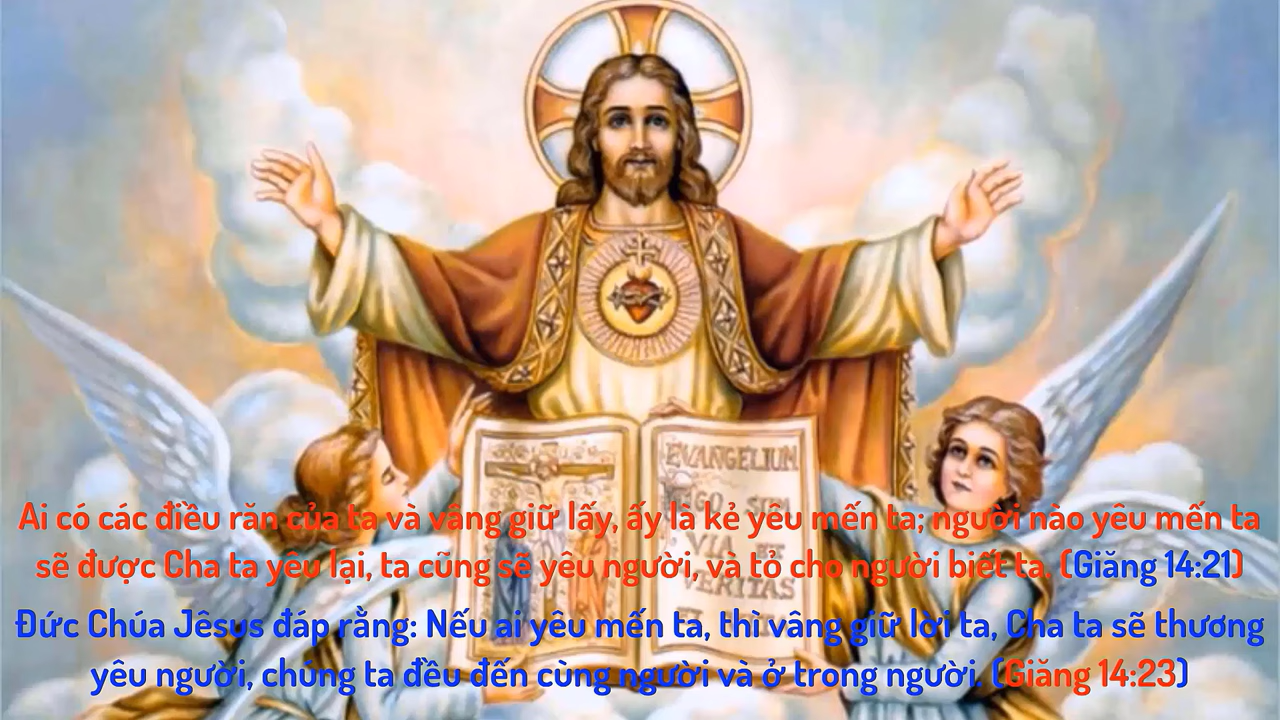 EVANGELIUM
EGO SUM
VIA ET
VERITAS
Ai có các điều răn của ta và vâng giữ lấy, ấy là kẻ yêu mến ta; người nào yêu mến ta
sẽ được Cha ta yêu lại, ta cũng sẽ yêu người, và tỏ cho người biết ta. (Giăng 14:21)
Đức Chúa Jêsus đáp rằng: Nếu ai yêu mến ta, thì vâng giữ lời ta, Cha ta sẽ thương
yêu người, chúng ta đều đến cùng người và ở trong người. (Giăng 14:23)